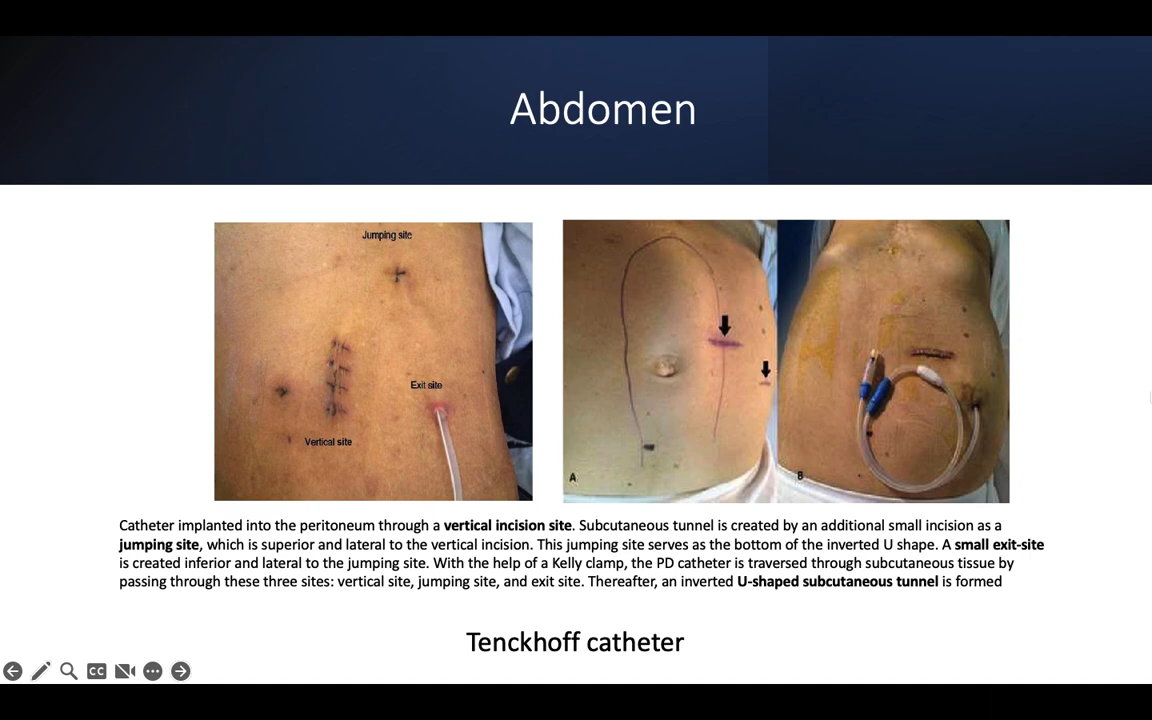 Abdomen
Jumping site
Exit site
Vertical site
A
B
Catheter implanted into the peritoneum through a vertical incision site. Subcutaneous tunnel is created by an additional small incision as a
jumping site, which is superior and lateral to the vertical incision. This jumping site serves as the bottom of the inverted U shape. A small exit-site
is created inferior and lateral to the jumping site. With the help of a Kelly clamp, the PD catheter is traversed through subcutaneous tissue by
passing through these three sites: vertical site, jumping site, and exit site. Thereafter, an inverted U-shaped subcutaneous tunnel is formed
Tenckhoff catheter
CC